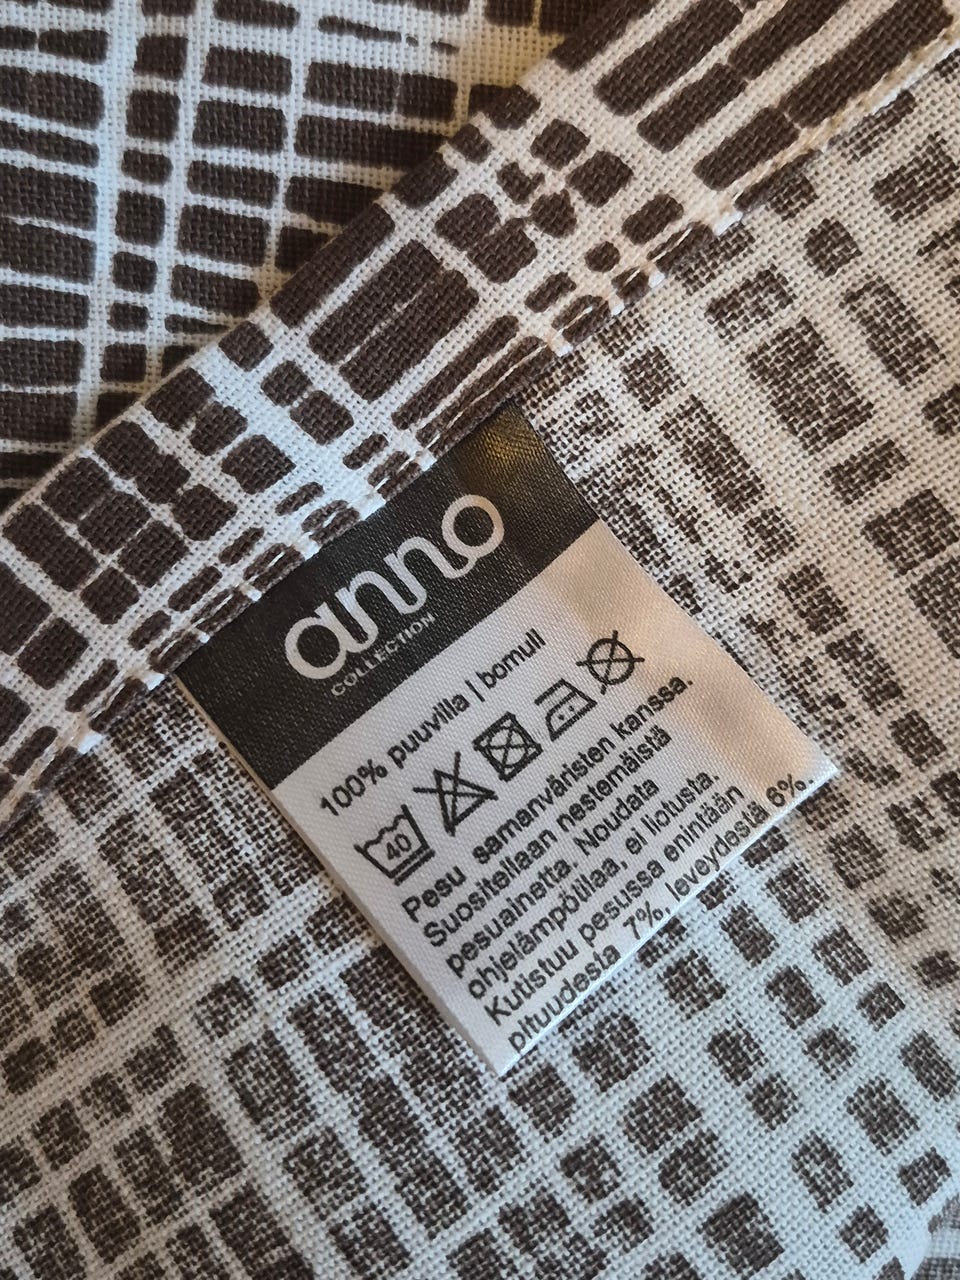 anno
COLLECTION
100% puuvilla | bomull
40
Pesu samanväristen kanssa.
Suositellaan nestemäistä
pesuainetta. Noudata
ohjelämpötilaa, ei liotusta.
Kutistuu pesussa enintään
pituudesta 7%, leveydestä 6%.